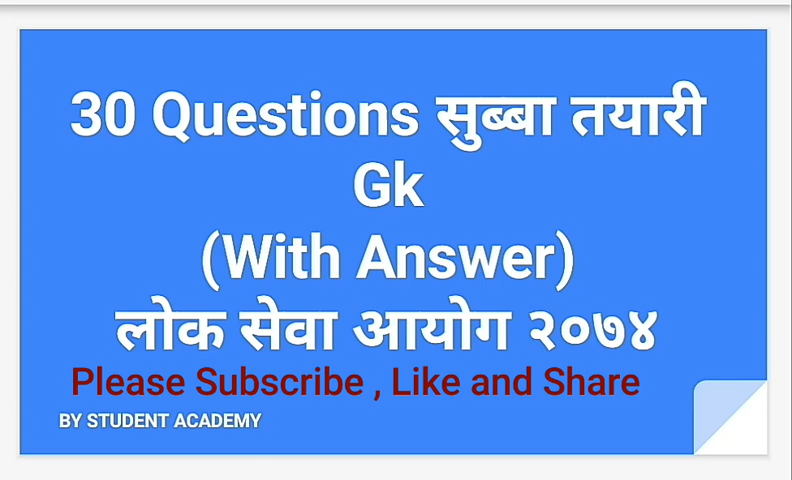 30 Questions सुब्बा तयारी
Gk
(With Answer)
लोक सेवा आयोग २०७४
Please Subscribe , Like and Share
BY STUDENT ACADEMY